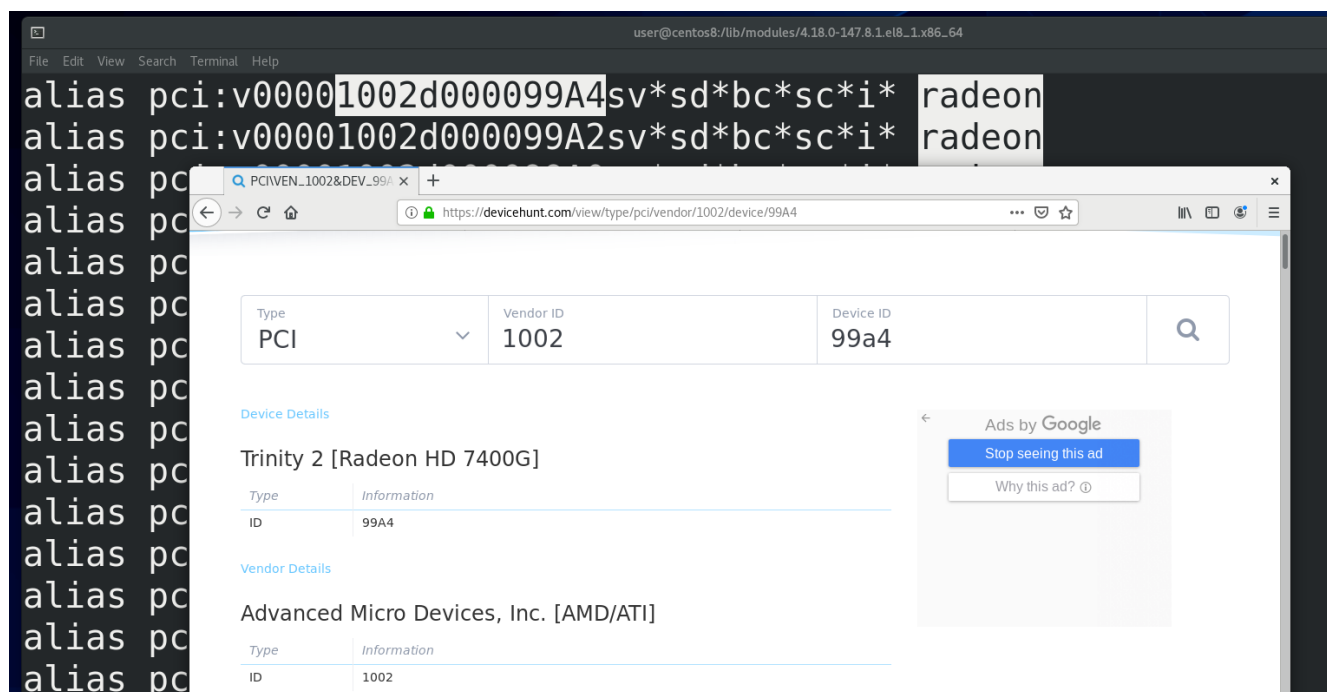 user@centos8:/lib/modules/4.18.0-147.8.1.el8_1.x86_64
File Edit View Search Terminal Help
alias pci:v00001002d000099A4sv*sd*bc*sc*i* radeon
alias pci:v00001002d000099A2sv*sd*bc*sc*i* radeon
alias pc
PCI\VEN_1002&DEV_99A
alias pc
https://devicehunt.com/view/type/pci/vendor/1002/device/99A4
alias pc
alias pc
Type
Vendor ID
Device ID
PCI
1002
99a4
alias pc
alias pc
Device Details
alias pc
Ads by Google
Trinity 2 [Radeon HD 7400G]
Stop seeing this ad
alias pc
Type
Information
Why this ad?
alias pc
ID
99A4
alias pc
Vendor Details
alias pc
Advanced Micro Devices, Inc. [AMD/ATI]
alias pc
Type
Information
alias pc
ID
1002